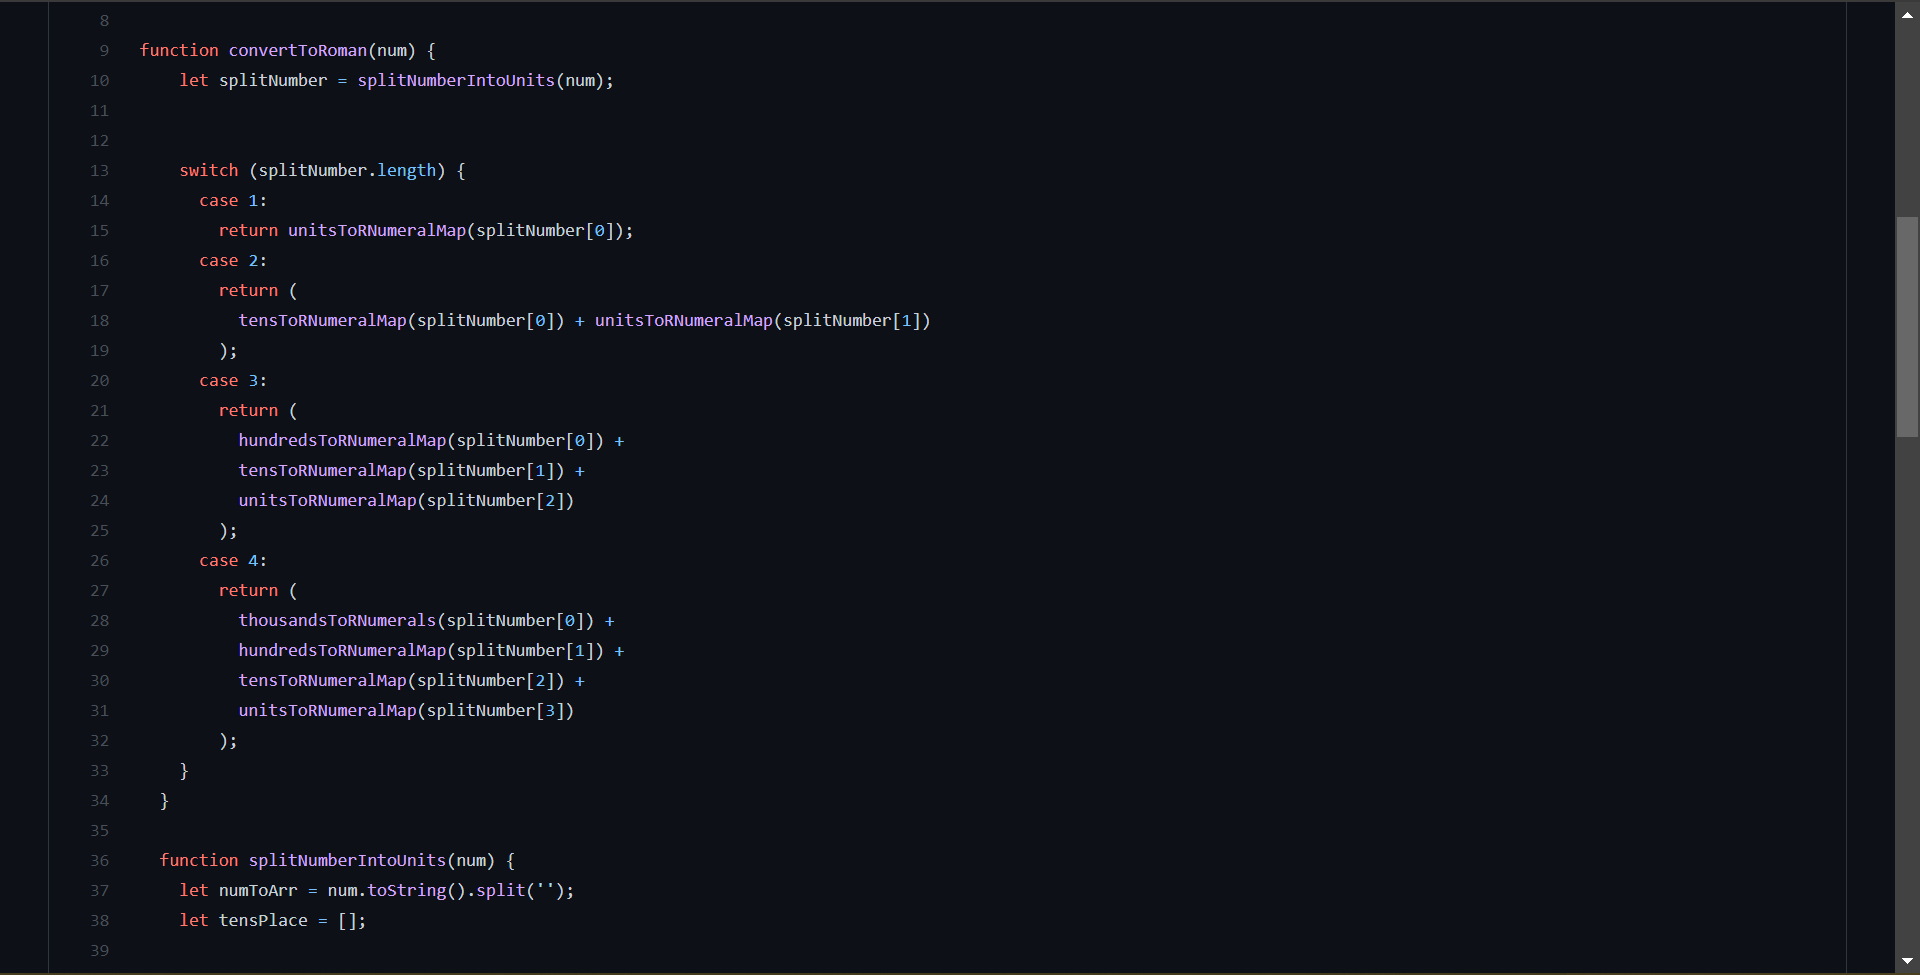 8
9 function convertToRoman(num) {
10 let splitNumber = splitNumberIntoUnits(num);
11
12
13 switch (splitNumber.length) {
14 case 1:
15 return unitsToRNumeralMap(splitNumber[0]);
16 case 2:
17 return (
18 tensToRNumeralMap(splitNumber[0]) + unitsToRNumeralMap(splitNumber[1])
19 );
20 case 3:
21 return (
22 hundredsToRNumeralMap(splitNumber[0]) +
23 tensToRNumeralMap(splitNumber[1]) +
24 unitsToRNumeralMap(splitNumber[2])
25 );
26 case 4:
27 return (
28 thousandsToRNumerals(splitNumber[0]) +
29 hundredsToRNumeralMap(splitNumber[1]) +
30 tensToRNumeralMap(splitNumber[2]) +
31 unitsToRNumeralMap(splitNumber[3])
32 );
33 }
34 }
35
36 function splitNumberIntoUnits(num) {
37 let numToArr = num.toString().split('');
38 let tensPlace = [];
39